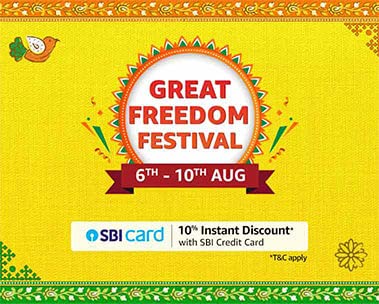 GREAT
FREEDOM
FESTIVAL
6TH - 10TH AUG
SBI card
10% Instant Discount*
with SBI Credit Card
*T&C apply